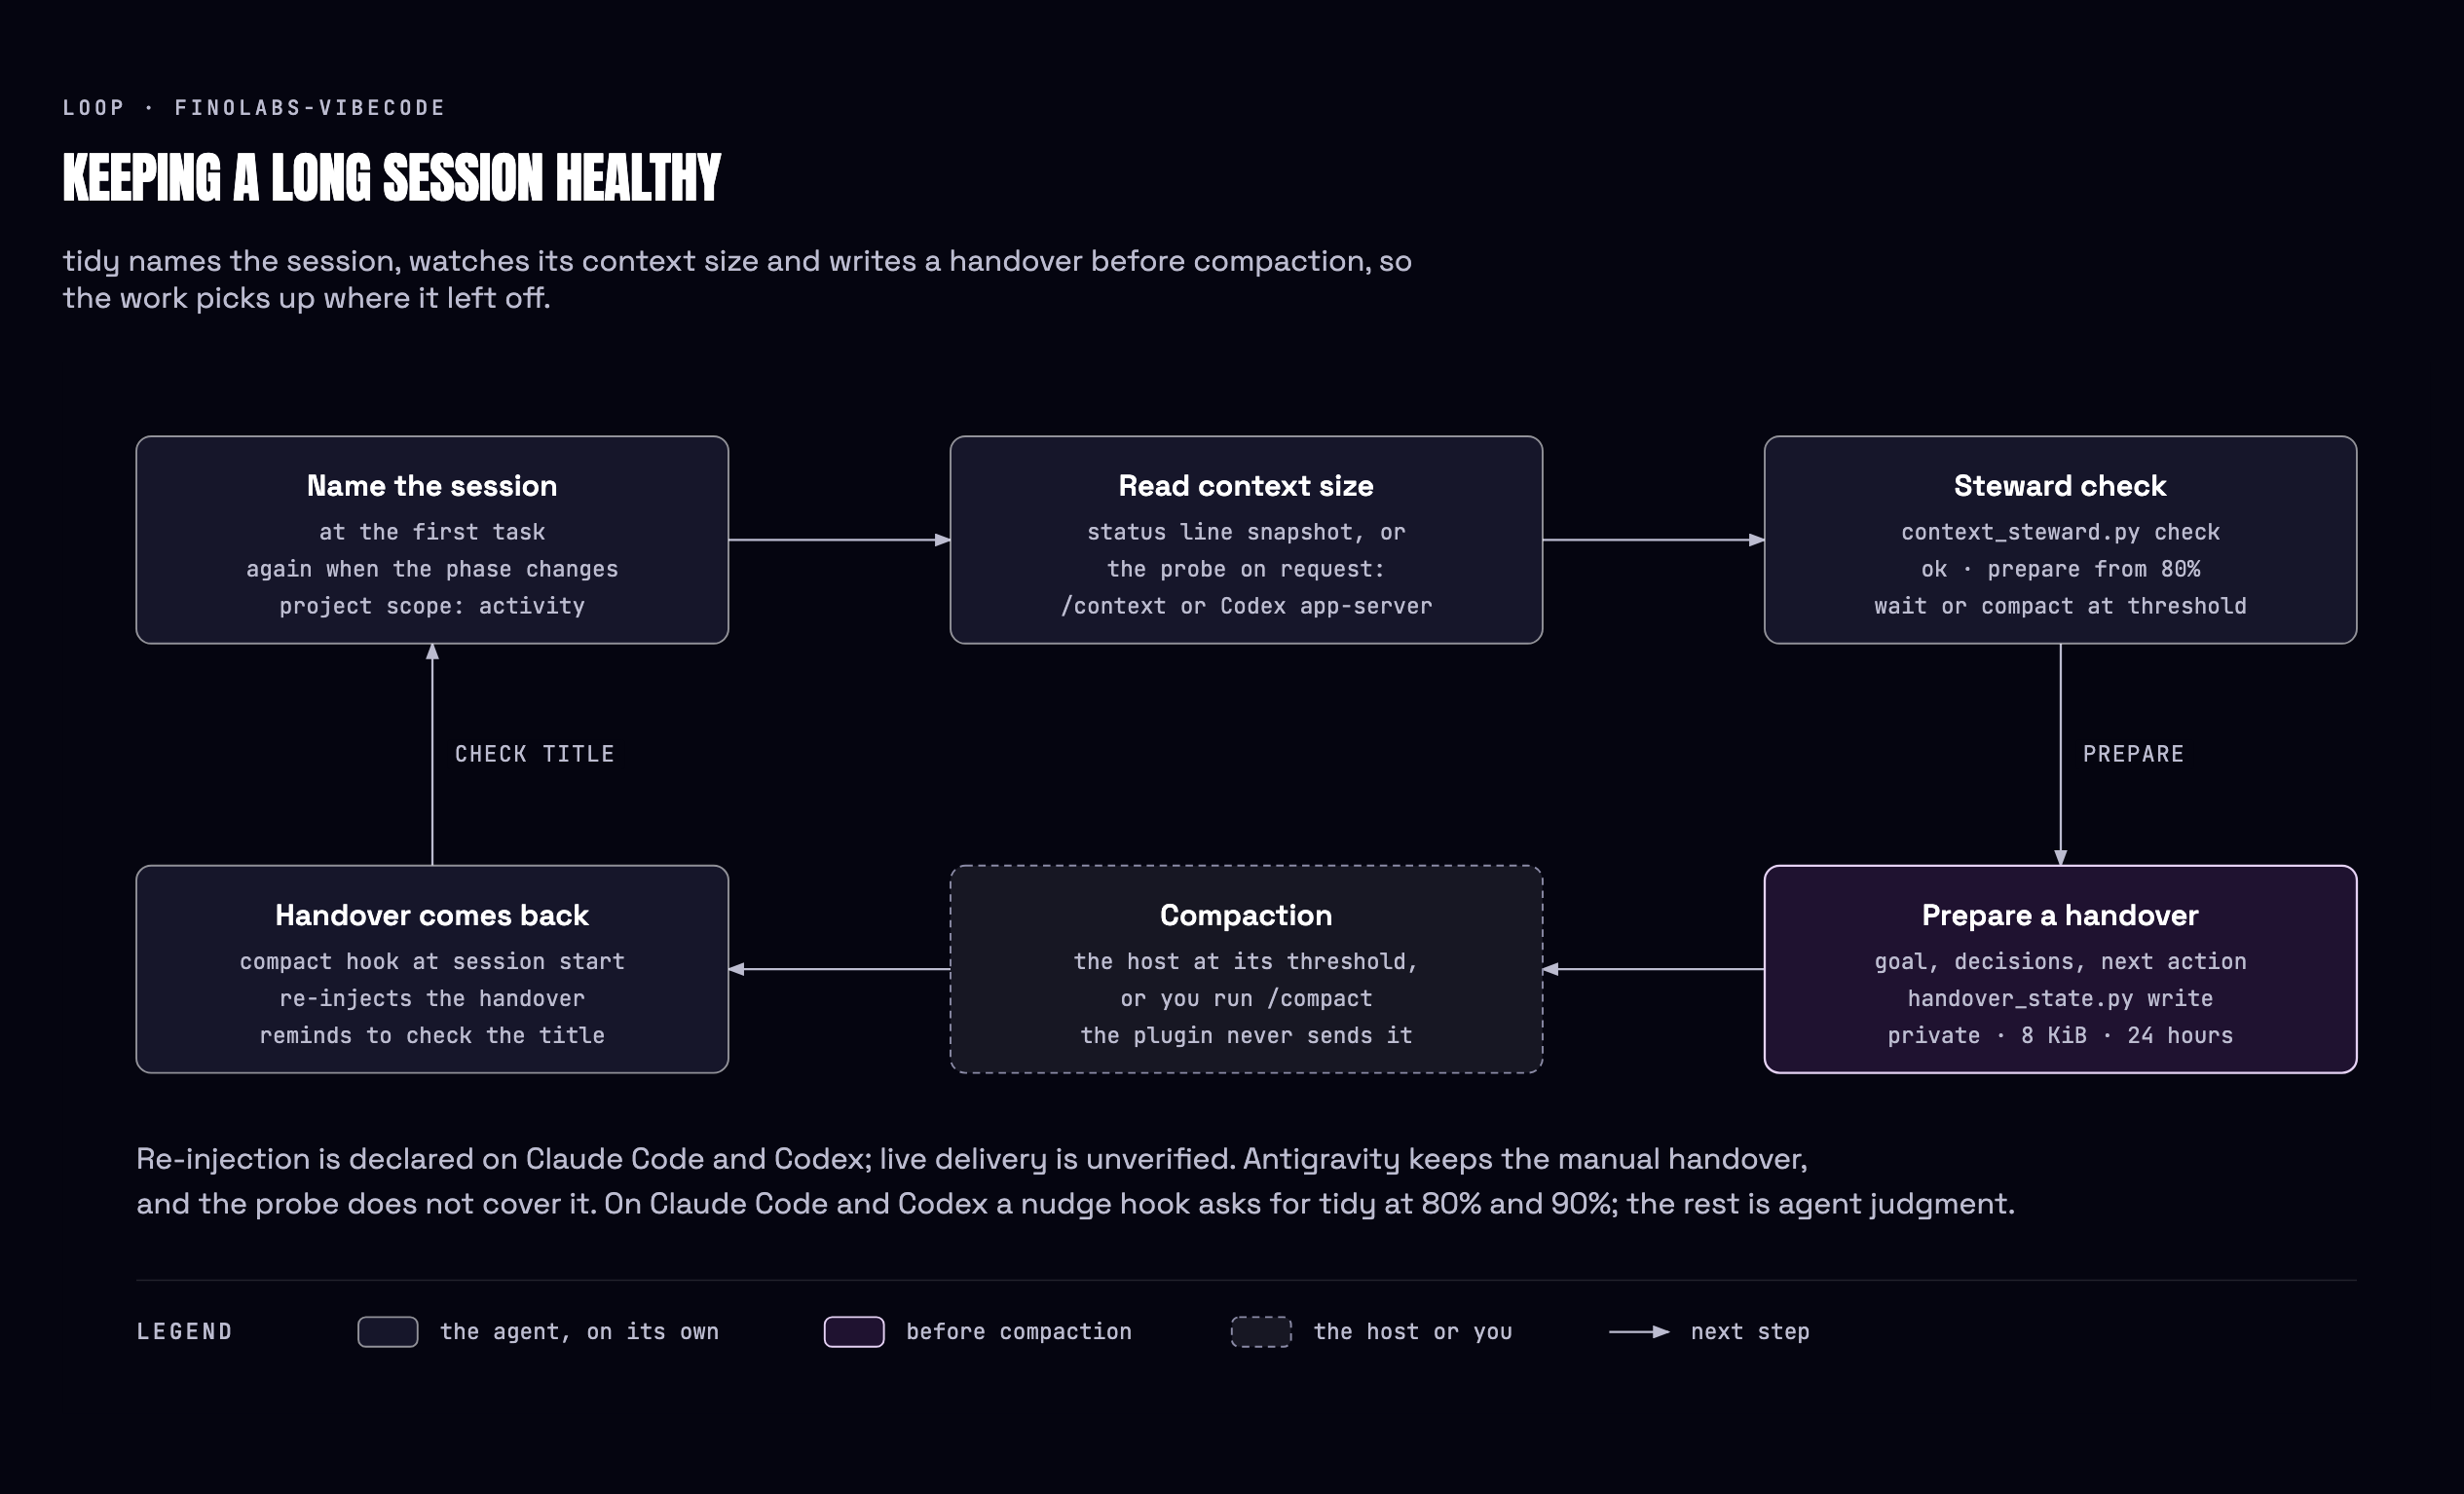 LOOP · FINOLABS-VIBECODE
KEEPING A LONG SESSION HEALTHY
tidy names the session, watches its context size and writes a handover before compaction, so
the work picks up where it left off.
Name the session
at the first task
again when the phase changes
project scope: activity
Read context size
status line snapshot, or
the probe on request:
/context or Codex app-server
Steward check
context_steward.py check
ok · prepare from 80%
wait or compact at threshold
CHECK TITLE
PREPARE
Handover comes back
compact hook at session start
re-injects the handover
reminds to check the title
Compaction
the host at its threshold,
or you run /compact
the plugin never sends it
Prepare a handover
goal, decisions, next action
handover_state.py write
private · 8 KiB · 24 hours
Re-injection is declared on Claude Code and Codex; live delivery is unverified. Antigravity keeps the manual handover,
and the probe does not cover it. On Claude Code and Codex a nudge hook asks for tidy at 80% and 90%; the rest is agent judgment.
LEGEND
the agent, on its own
before compaction
the host or you
next step